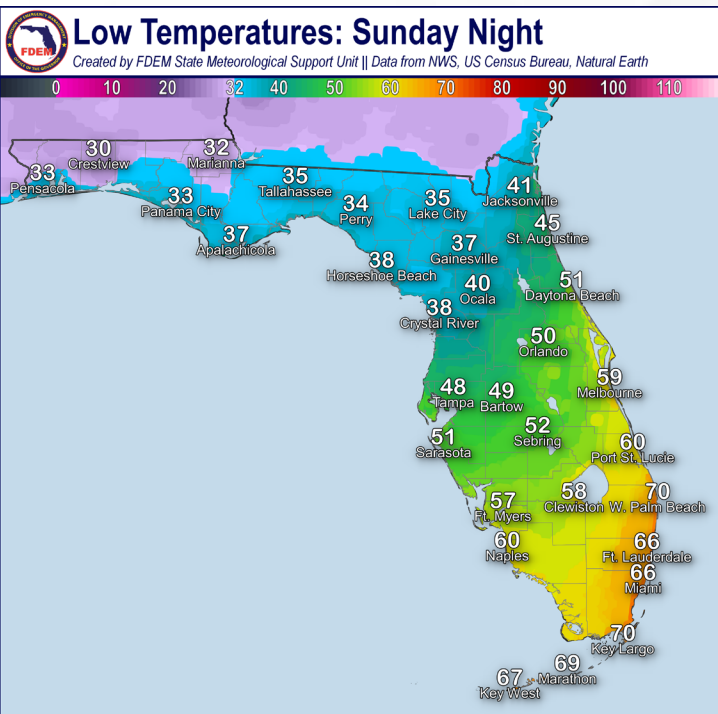 Low Temperatures: Sunday Night
FDEM
Created by FDEM State Meteorological Support Unit || Data from NWS, US Census Bureau, Natural Earth
0 10 20 32 40 50 60 70 80 90 100 110
30
Crestview
32
Marianna
33
Pensacola
35
Tallahassee
33
Panama City
34
Perry
35
Lake City
41
Jacksonville
37
Apalachicola
45
St. Augustine
37
Gainesville
38
Horseshoe Beach
40
Ocala
51
Daytona Beach
38
Crystal River
50
Orlando
59
Melbourne
48
Tampa
49
Bartow
52
Sebring
51
Sarasota
60
Port St. Lucie
57
Ft. Myers
58
Clewiston
70
W. Palm Beach
60
Naples
66
Ft. Lauderdale
66
Miami
70
Key Largo
69
Marathon
67
Key West